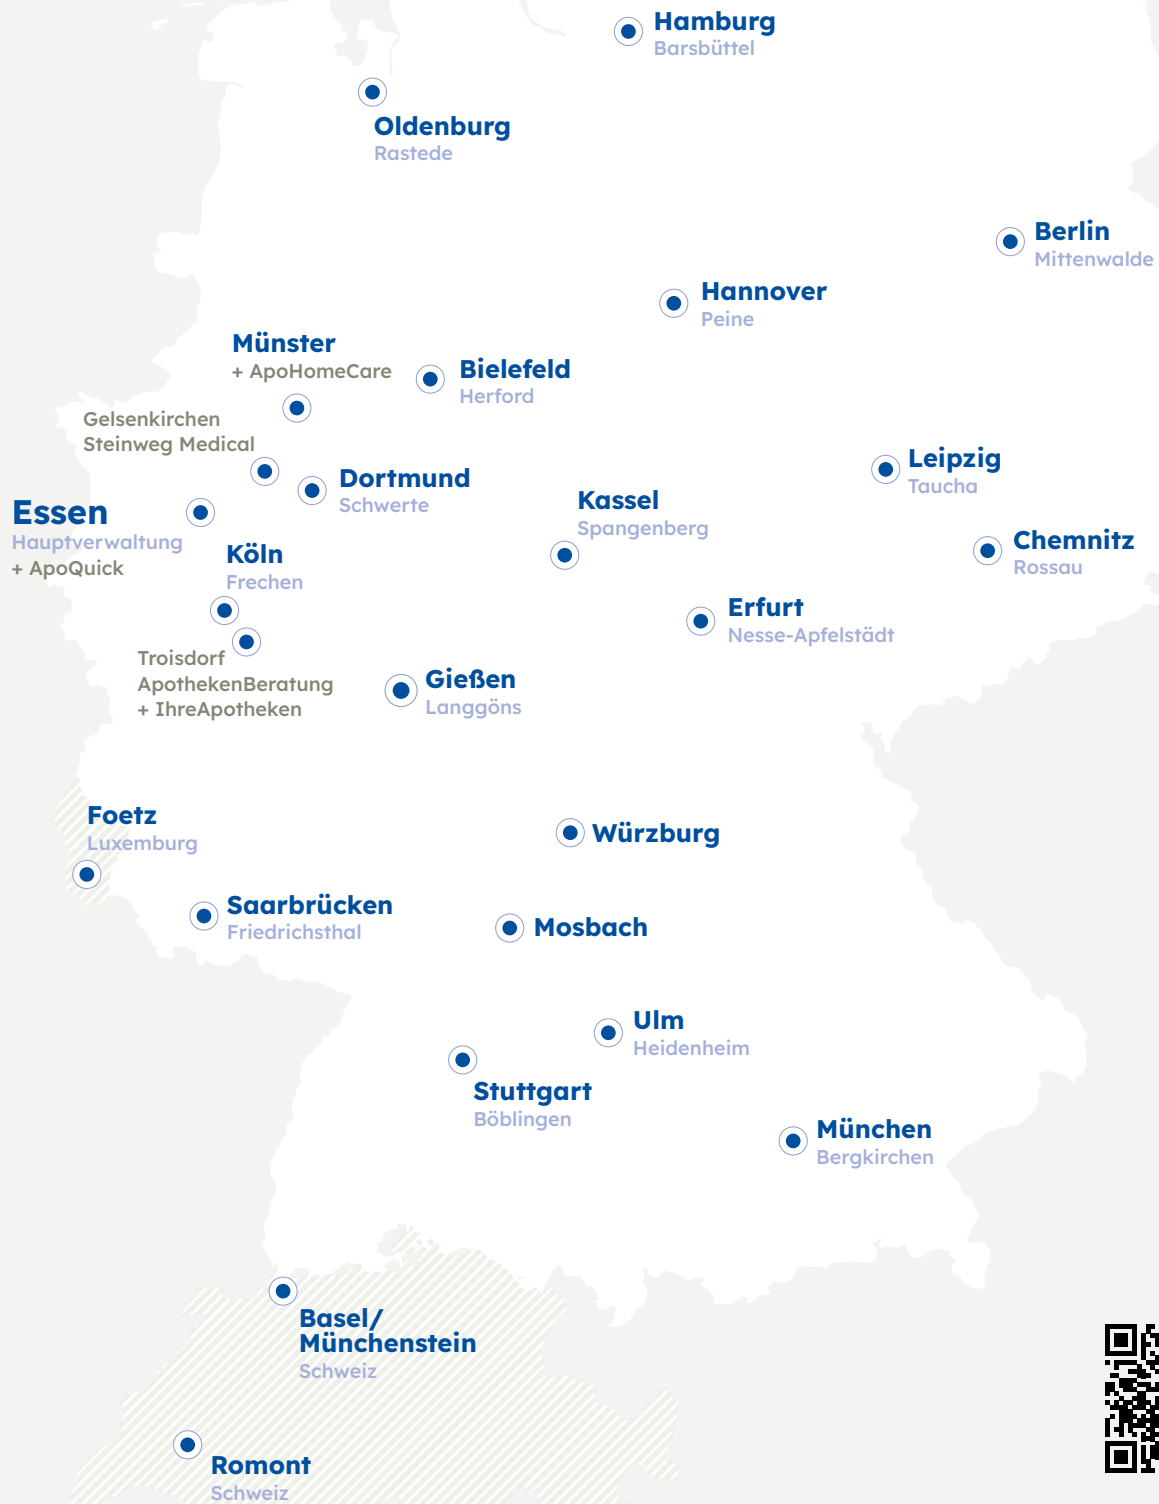 Hamburg
Barsbüttel
Oldenburg
Rastede
Berlin
Mittenwalde
Hannover
Peine
Münster
+ ApoHomeCare
Bielefeld
Herford
Gelsenkirchen
Steinweg Medical
Dortmund
Schwerte
Leipzig
Taucha
Kassel
Spangenberg
Essen
Hauptverwaltung
+ ApoQuick
Köln
Frechen
Chemnitz
Rossau
Erfurt
Nesse-Apfelstädt
Troisdorf
ApothekenBeratung
+ IhreApotheken
Gießen
Langgöns
Foetz
Luxemburg
Würzburg
Saarbrücken
Friedrichsthal
Mosbach
Ulm
Heidenheim
Stuttgart
Böblingen
München
Bergkirchen
Basel/
Münchenstein
Schweiz
Romont
Schweiz